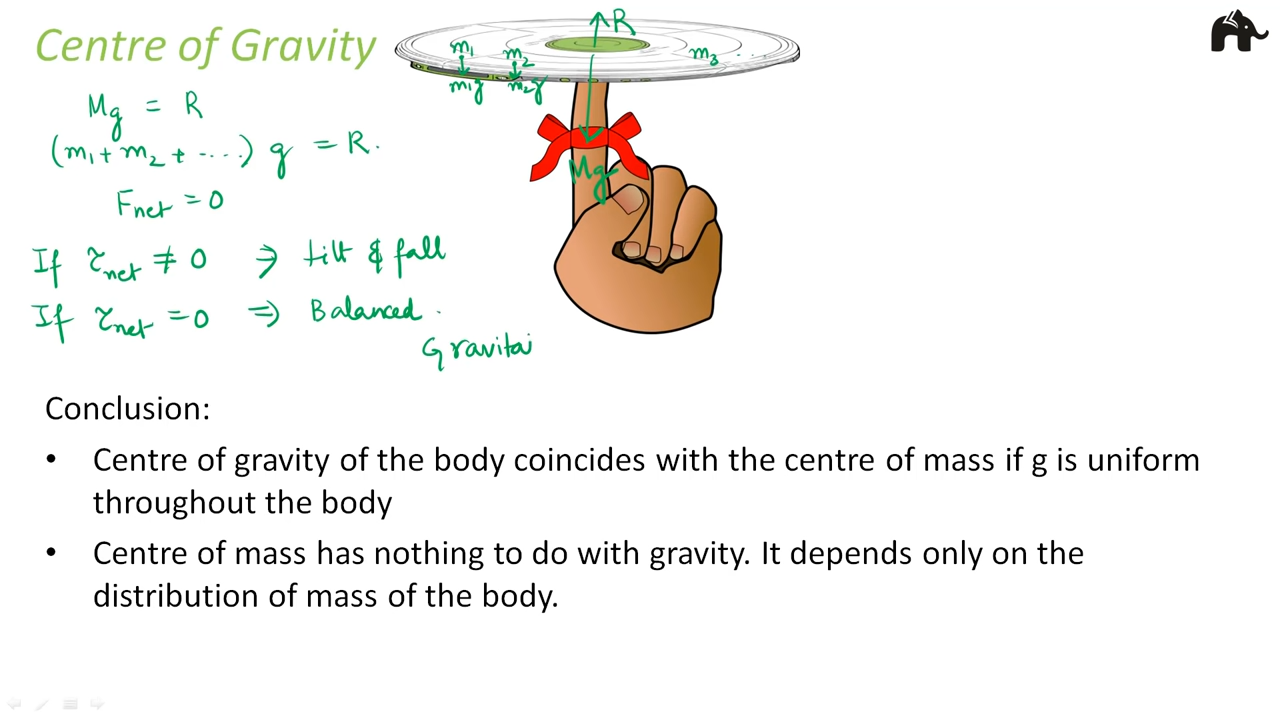 Centre of Gravity
R
m₁ m₂ m₃ ...
m₁g m₂g
Mg = R
(m₁ + m₂ + ....) g = R.
Mg
Fnet = 0
If τnet ≠ 0 ⇒ tilt & fall
If τnet = 0 ⇒ Balanced.
Gravitai
Conclusion:
• Centre of gravity of the body coincides with the centre of mass if g is uniform
throughout the body
• Centre of mass has nothing to do with gravity. It depends only on the
distribution of mass of the body.